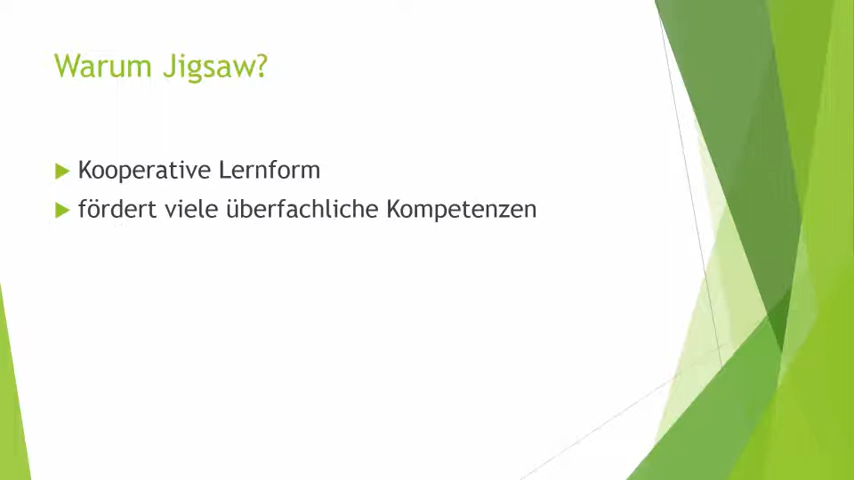 Warum Jigsaw?
Kooperative Lernform
fördert viele überfachliche Kompetenzen